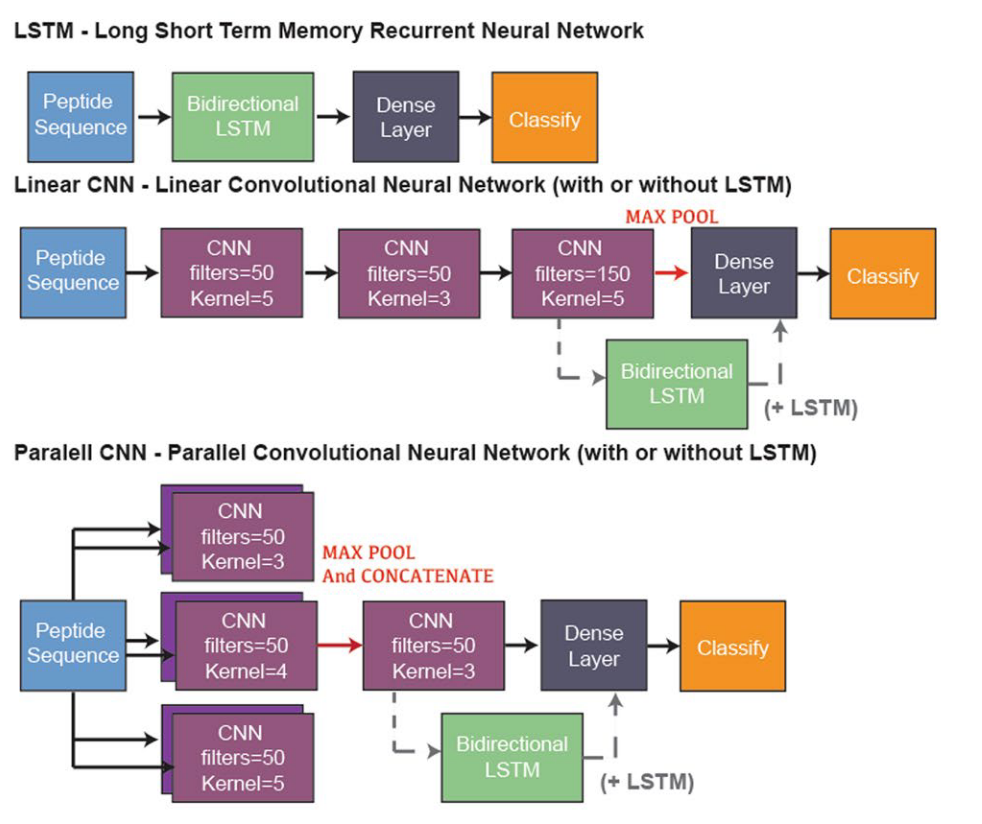 LSTM - Long Short Term Memory Recurrent Neural Network
Peptide
Sequence
Bidirectional
LSTM
Dense
Layer
Classify
Linear CNN - Linear Convolutional Neural Network (with or without LSTM)
MAX POOL
Peptide
Sequence
CNN
filters=50
Kernel=5
CNN
filters=50
Kernel=3
CNN
filters=150
Kernel=5
Dense
Layer
Classify
Bidirectional
LSTM
(+ LSTM)
Paralell CNN - Parallel Convolutional Neural Network (with or without LSTM)
CNN
filters=50
Kernel=3
MAX POOL
And CONCATENATE
Peptide
Sequence
CNN
filters=50
Kernel=4
CNN
filters=50
Kernel=3
Dense
Layer
Classify
CNN
filters=50
Kernel=5
Bidirectional
LSTM
(+ LSTM)